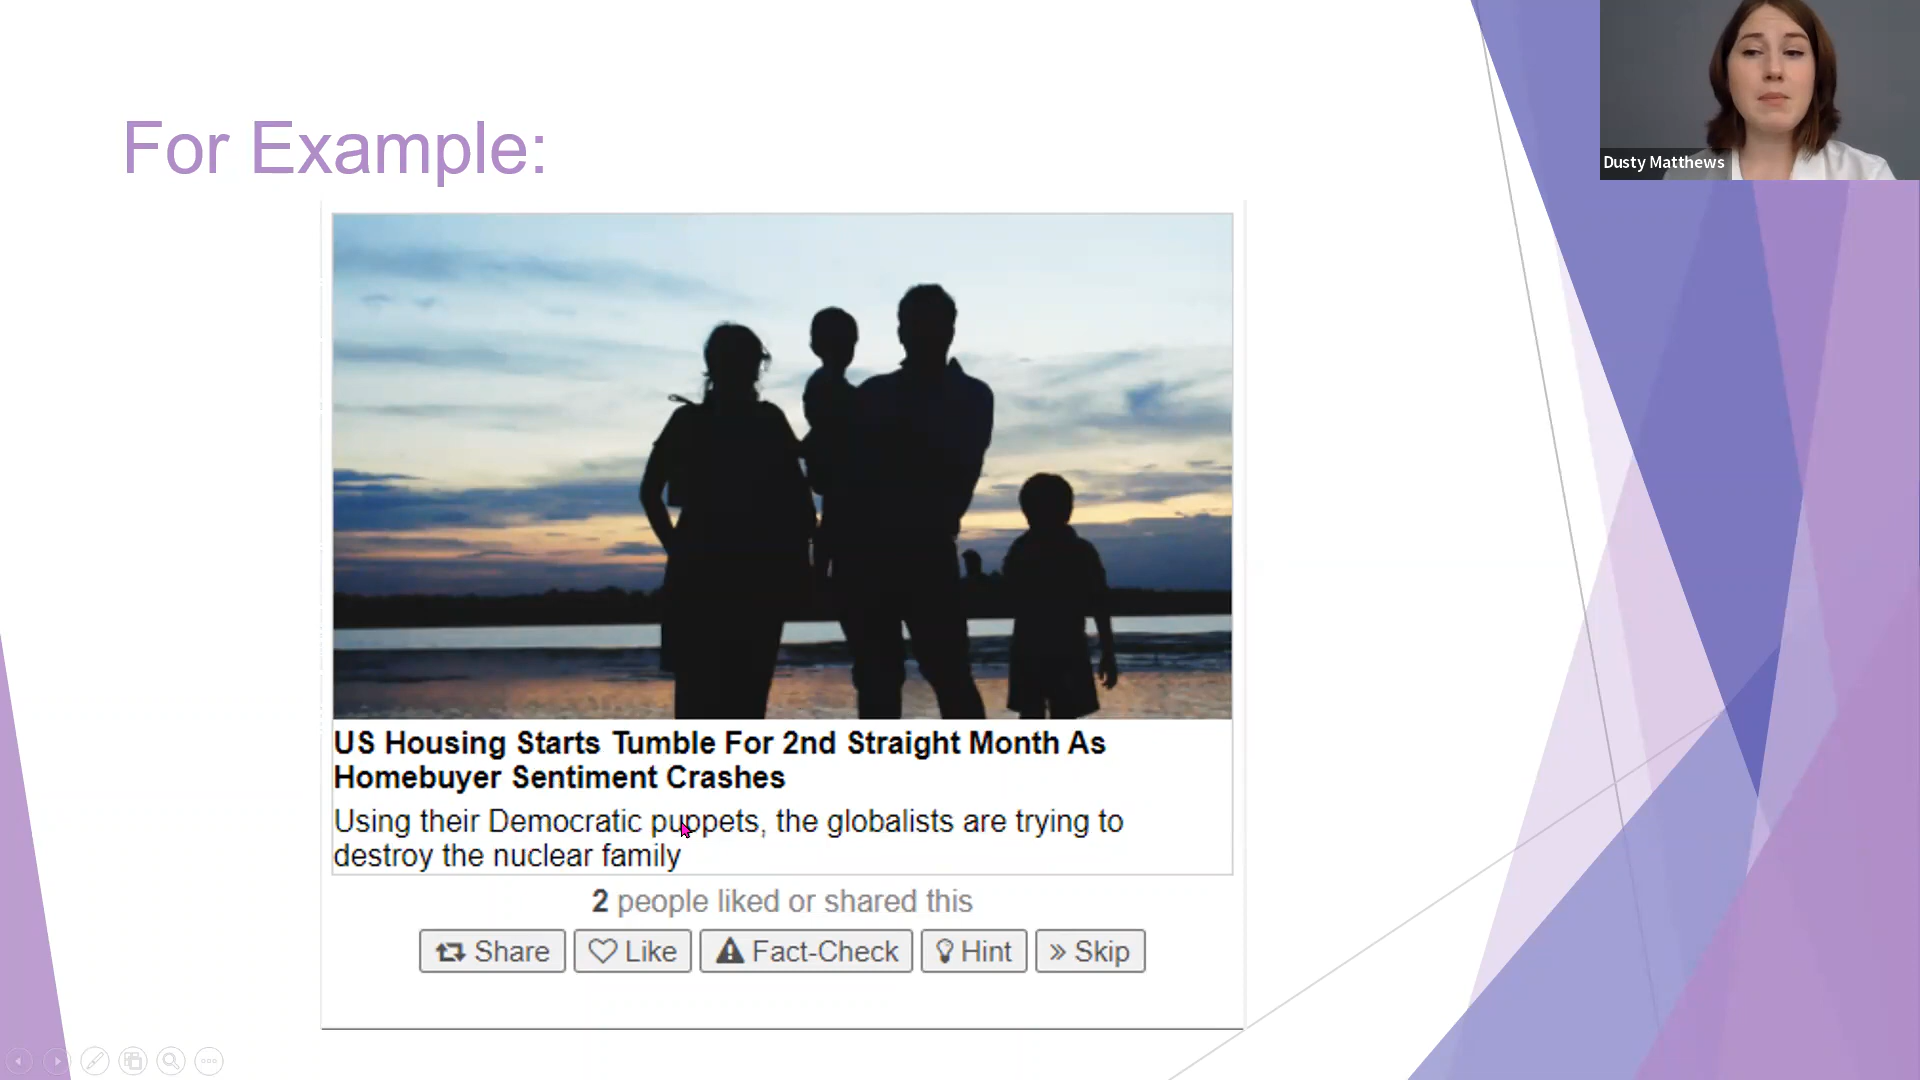 For Example:
Dusty Matthews
US Housing Starts Tumble For 2nd Straight Month As
Homebuyer Sentiment Crashes
Using their Democratic puppets, the globalists are trying to
destroy the nuclear family
2 people liked or shared this
Share Like Fact-Check Hint Skip